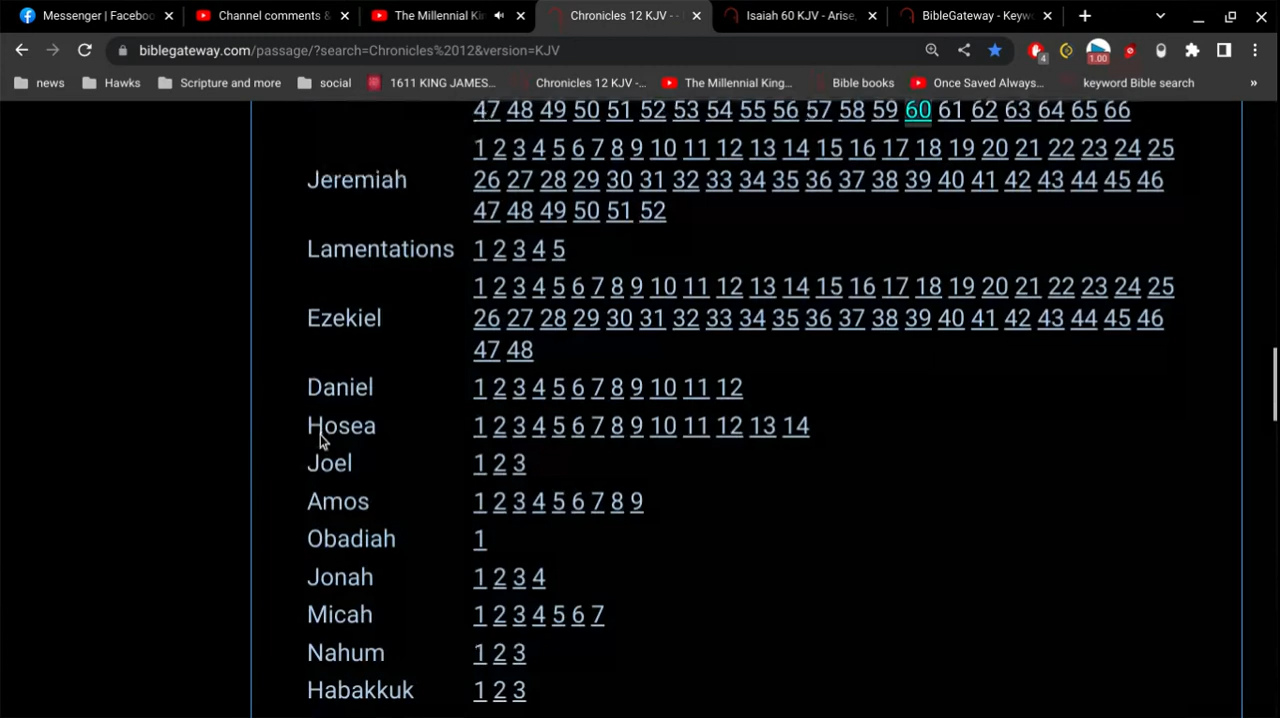 Messenger | Faceboo
Channel comments &
The Millennial Kin
Chronicles 12 KJV - -
Isaiah 60 KJV - Arise,
BibleGateway - Keyw
biblegateway.com/passage/?search=Chronicles%2012&version=KJV
4
1.00
news
Hawks
Scripture and more
social
1611 KING JAMES...
Chronicles 12 KJV -...
The Millennial King...
Bible books
Once Saved Always...
keyword Bible search
»
47 48 49 50 51 52 53 54 55 56 57 58 59 60 61 62 63 64 65 66
1 2 3 4 5 6 7 8 9 10 11 12 13 14 15 16 17 18 19 20 21 22 23 24 25
Jeremiah 26 27 28 29 30 31 32 33 34 35 36 37 38 39 40 41 42 43 44 45 46
47 48 49 50 51 52
Lamentations 1 2 3 4 5
1 2 3 4 5 6 7 8 9 10 11 12 13 14 15 16 17 18 19 20 21 22 23 24 25
Ezekiel 26 27 28 29 30 31 32 33 34 35 36 37 38 39 40 41 42 43 44 45 46
47 48
Daniel 1 2 3 4 5 6 7 8 9 10 11 12
Hosea 1 2 3 4 5 6 7 8 9 10 11 12 13 14
Joel 1 2 3
Amos 1 2 3 4 5 6 7 8 9
Obadiah 1
Jonah 1 2 3 4
Micah 1 2 3 4 5 6 7
Nahum 1 2 3
Habakkuk 1 2 3